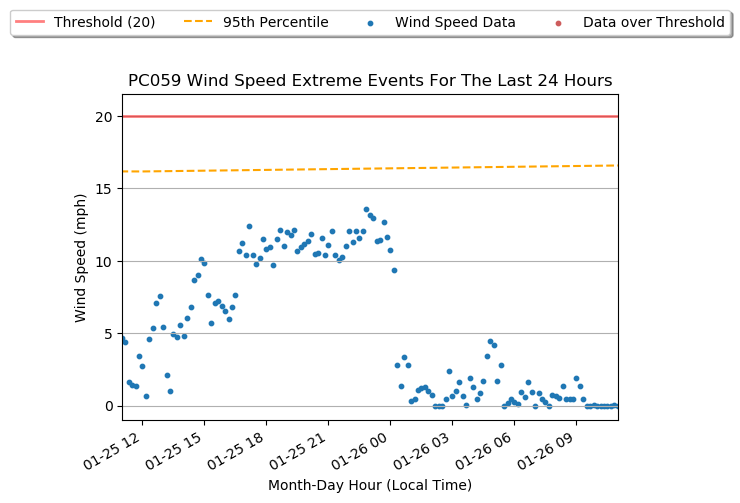 Threshold (20) 95th Percentile Wind Speed Data Data over Threshold
PC059 Wind Speed Extreme Events For The Last 24 Hours
20
15
10
5
0
Wind Speed (mph)
01-25 12 01-25 15 01-25 18 01-25 21 01-26 00 01-26 03 01-26 06 01-26 09
Month-Day Hour (Local Time)